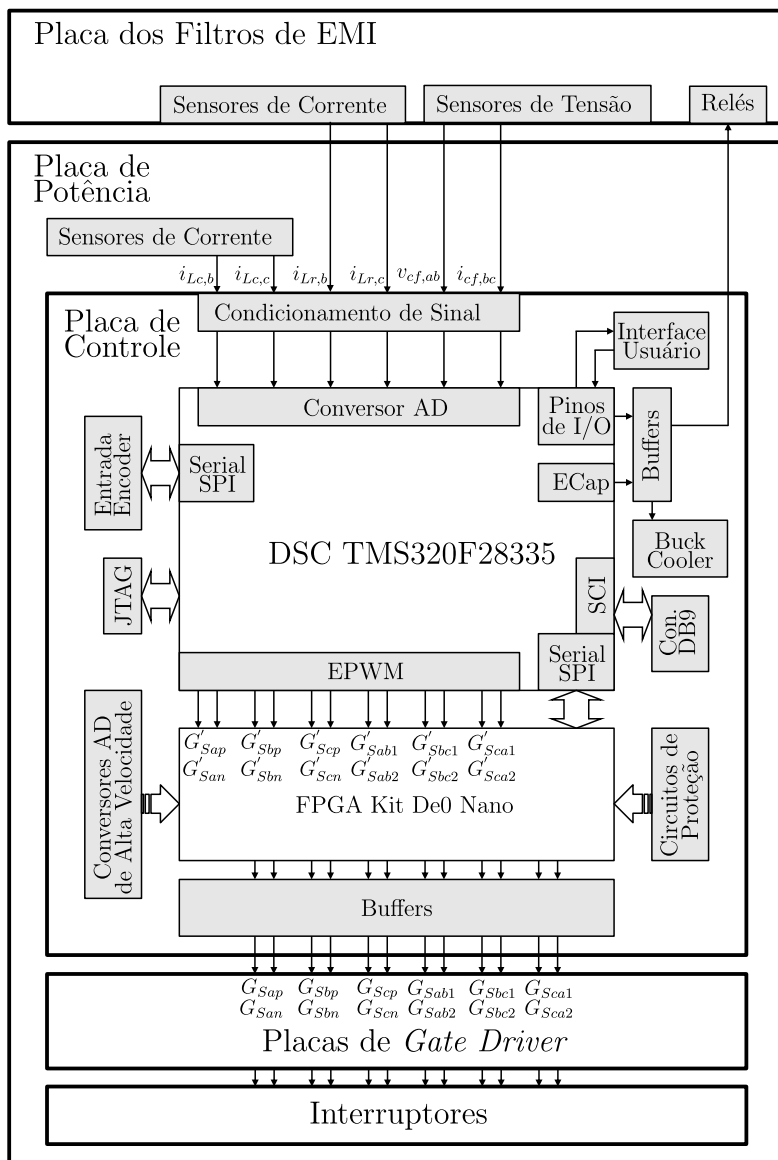 Placa dos Filtros de EMI
Sensores de Corrente
Sensores de Tensão
Relés
Placa de
Potência
Sensores de Corrente
i_{Lc,b} i_{Lc,c} i_{Lr,b} i_{Lr,c} v_{cf,ab} i_{cf,bc}
Placa de
Controle
Condicionamento de Sinal
Interface
Usuário
Conversor AD
Pinos
de I/O
Buffers
Entrada
Encoder
Serial
SPI
ECap
DSC TMS320F28335
Buck
Cooler
JTAG
SCI
Con.
DB9
EPWM
Serial
SPI
Conversores AD
de Alta Velocidade
G'_{Sap} G'_{Sbp} G'_{Scp} G'_{Sab1} G'_{Sbc1} G'_{Sca1}
G'_{San} G'_{Sbn} G'_{Scn} G'_{Sab2} G'_{Sbc2} G'_{Sca2}
FPGA Kit De0 Nano
Circuitos de
Proteção
Buffers
G_{Sap} G_{Sbp} G_{Scp} G_{Sab1} G_{Sbc1} G_{Sca1}
G_{San} G_{Sbn} G_{Scn} G_{Sab2} G_{Sbc2} G_{Sca2}
Placas de Gate Driver
Interruptores